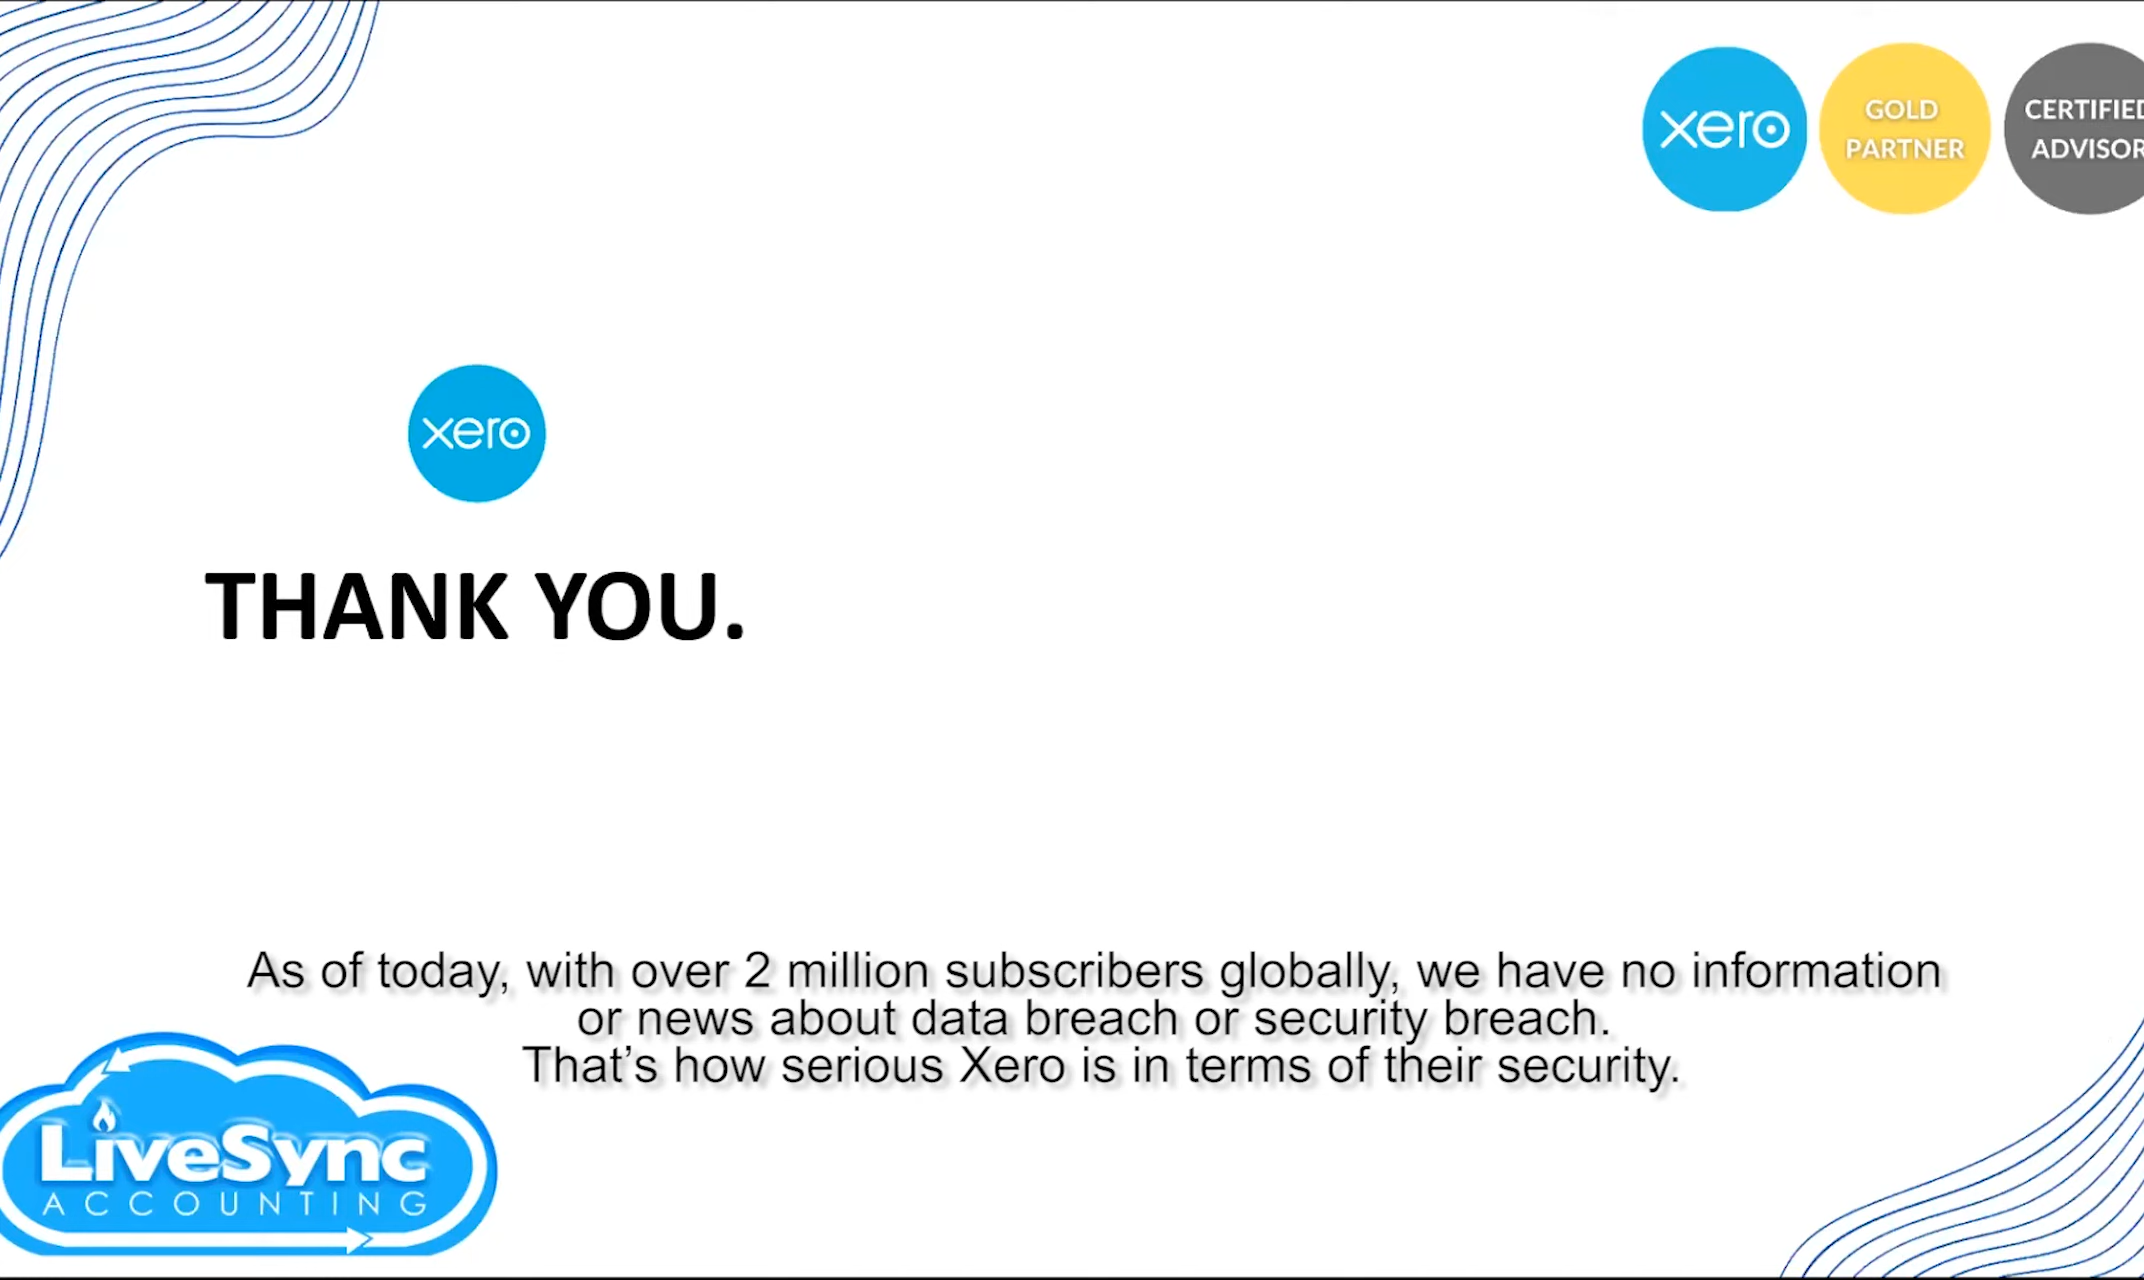 xero
GOLD
PARTNER
CERTIFIED
ADVISOR
xero
THANK YOU.
As of today, with over 2 million subscribers globally, we have no information
or news about data breach or security breach.
That’s how serious Xero is in terms of their security.
LiveSync
ACCOUNTING